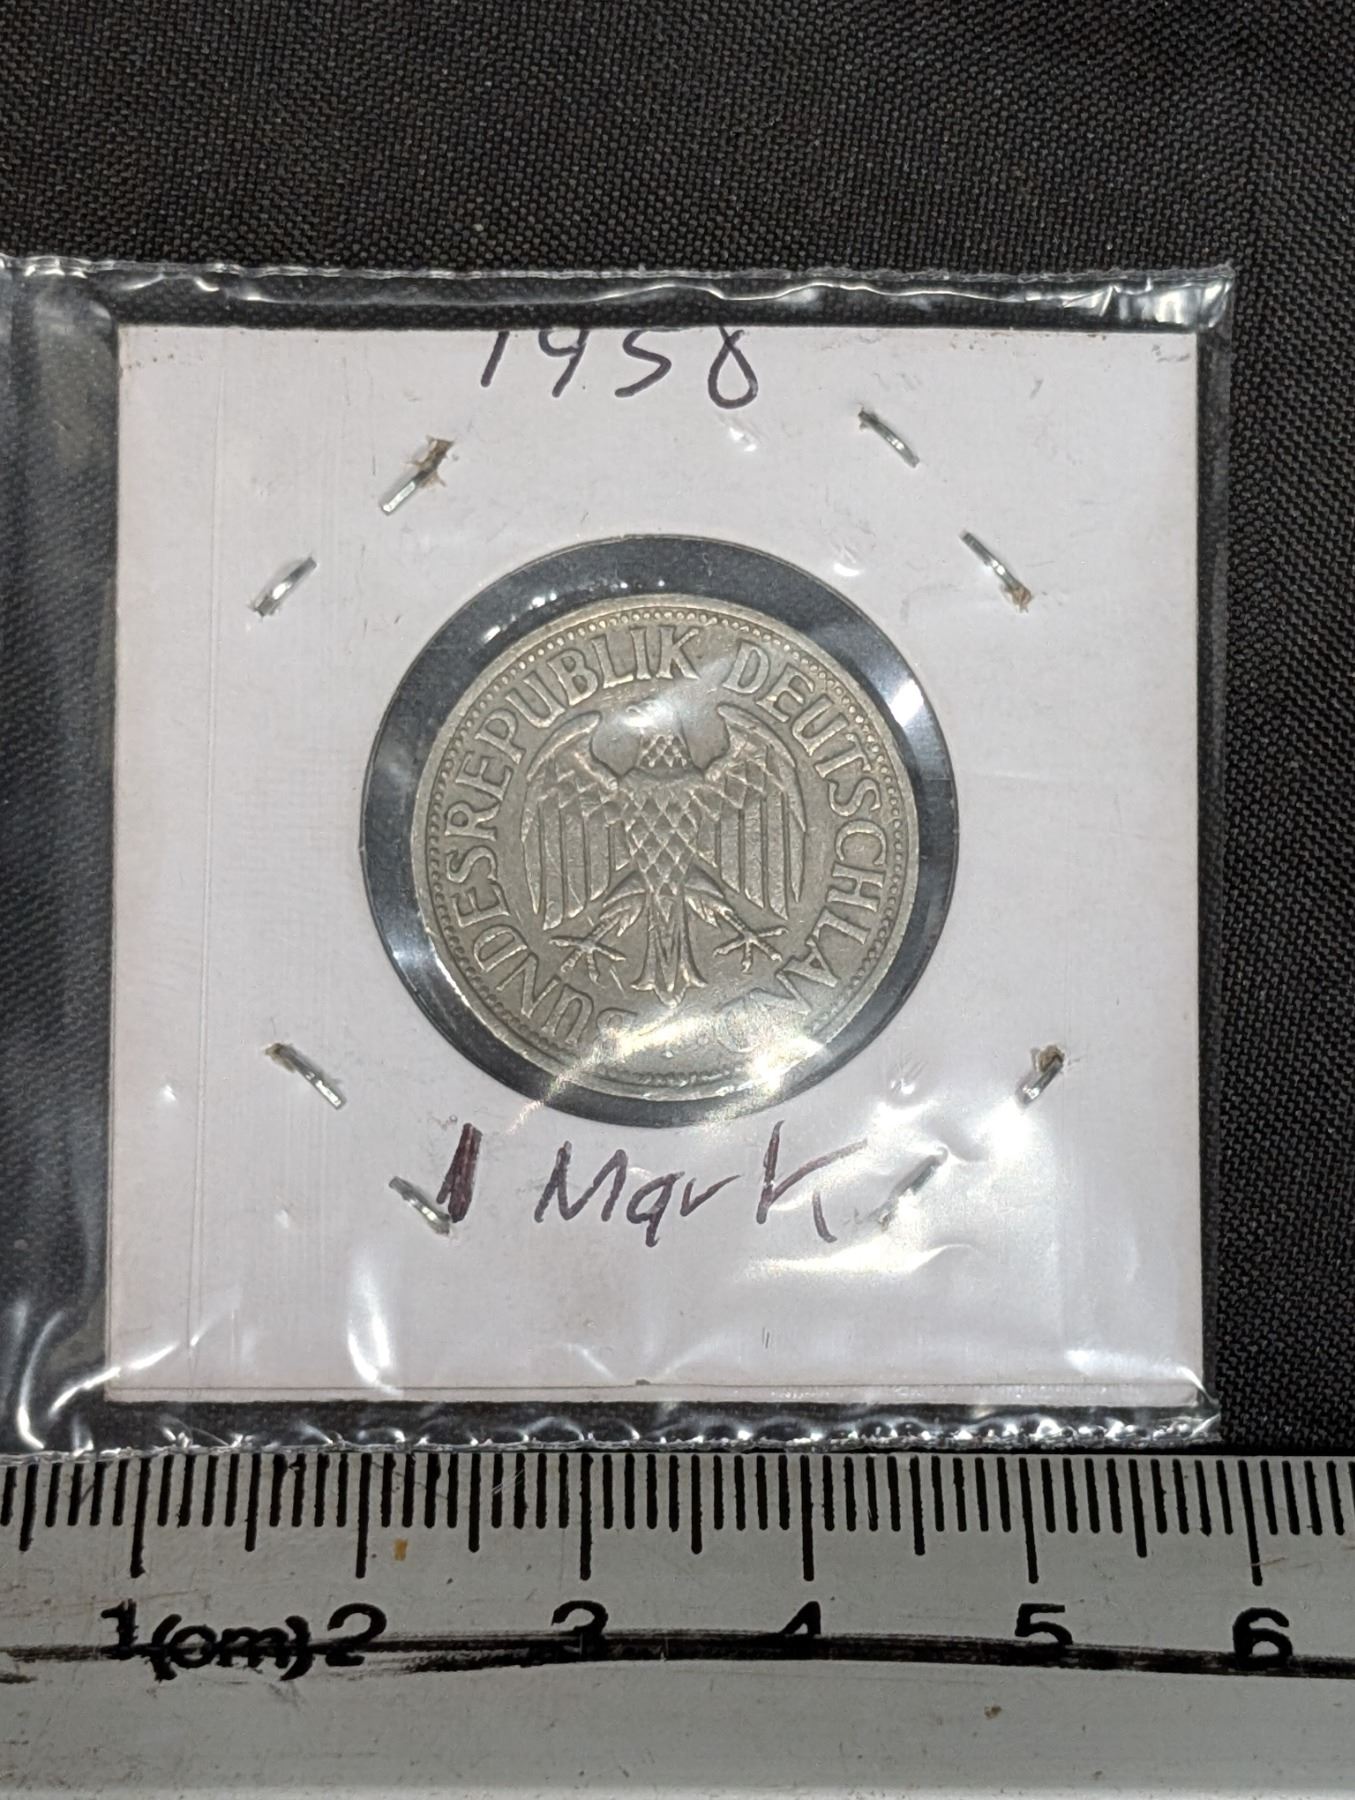 1958
BUNDESREPUBLIK DEUTSCHLAND
1 Mark
1 (cm) 2 3 4 5 6